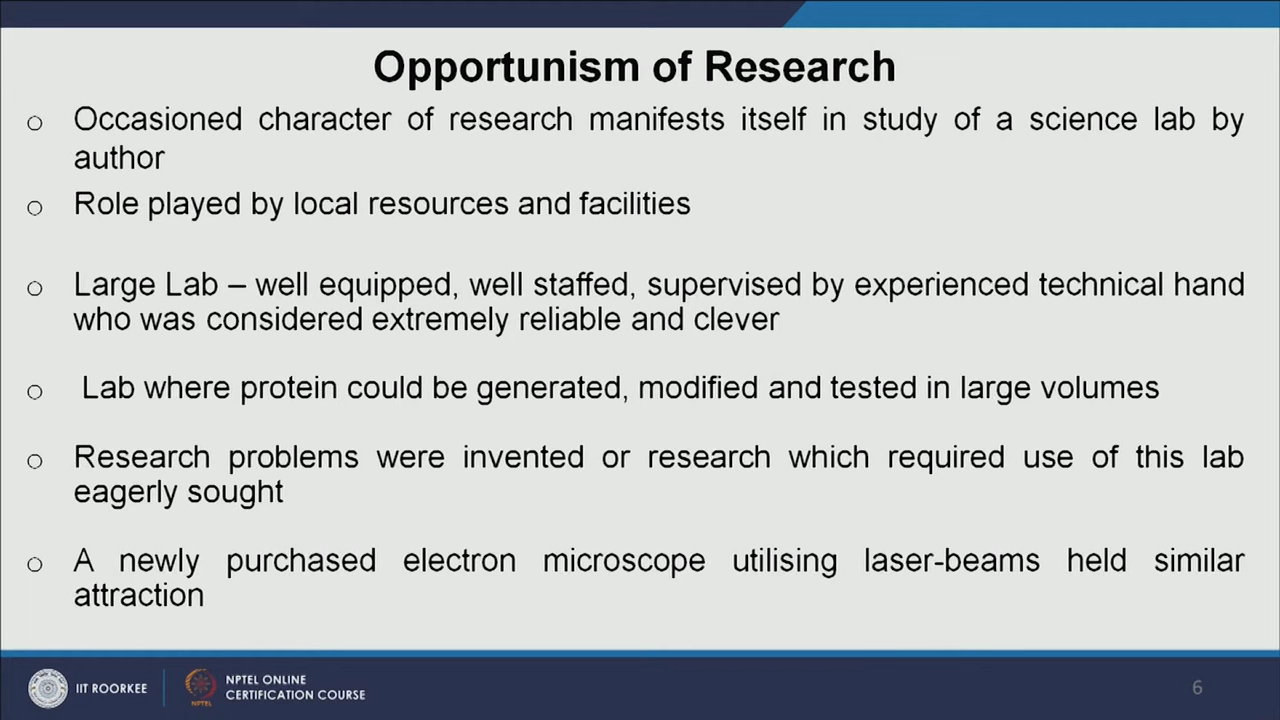 Opportunism of Research
o Occasioned character of research manifests itself in study of a science lab by
author
o Role played by local resources and facilities
o Large Lab – well equipped, well staffed, supervised by experienced technical hand
who was considered extremely reliable and clever
o Lab where protein could be generated, modified and tested in large volumes
o Research problems were invented or research which required use of this lab
eagerly sought
o A newly purchased electron microscope utilising laser-beams held similar
attraction
IIT ROORKEE
NPTEL
NPTEL ONLINE
CERTIFICATION COURSE
6